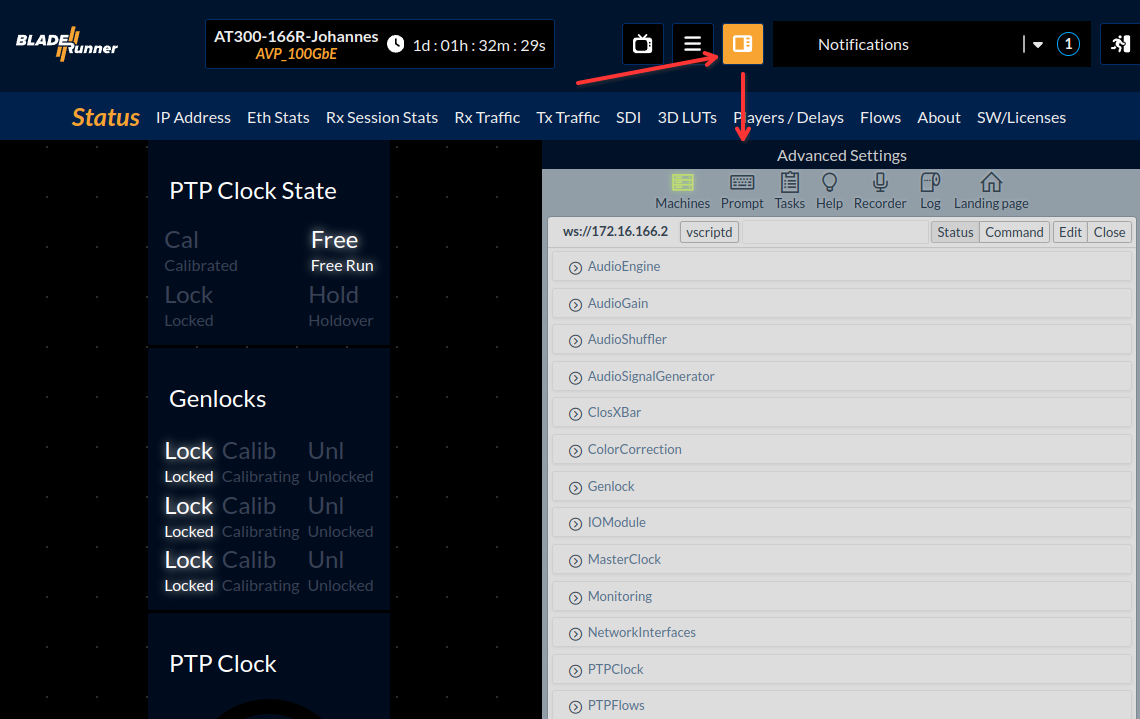 BLADE
Runner
AT300-166R-Johannes
AVP_100GbE
1d : 01h : 32m : 29s
Notifications
1
Status IP Address Eth Stats Rx Session Stats Rx Traffic Tx Traffic SDI 3D LUTs Players / Delays Flows About SW/Licenses
PTP Clock State
Cal Free
Calibrated Free Run
Lock Hold
Locked Holdover
Genlocks
Lock Calib Unl
Locked Calibrating Unlocked
Lock Calib Unl
Locked Calibrating Unlocked
Lock Calib Unl
Locked Calibrating Unlocked
PTP Clock
Advanced Settings
Machines Prompt Tasks Help Recorder Log Landing page
ws://172.16.166.2 vscriptd Status Command Edit Close
AudioEngine
AudioGain
AudioShuffler
AudioSignalGenerator
ClosXBar
ColorCorrection
Genlock
IOModule
MasterClock
Monitoring
NetworkInterfaces
PTPClock
PTPFlows